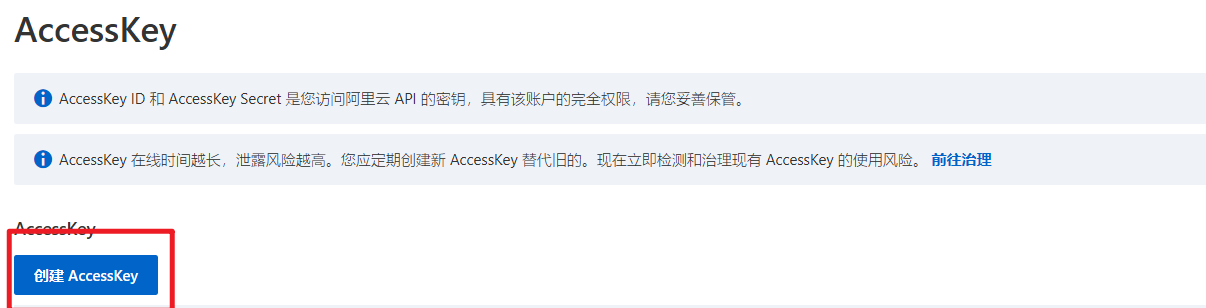 AccessKey
AccessKey ID 和 AccessKey Secret 是您访问阿里云 API 的密钥，具有该账户的完全权限，请您妥善保管。
AccessKey 在线时间越长，泄露风险越高。您应定期创建新 AccessKey 替代旧的。现在立即检测和治理现有 AccessKey 的使用风险。 前往治理
AccessKey
创建 AccessKey